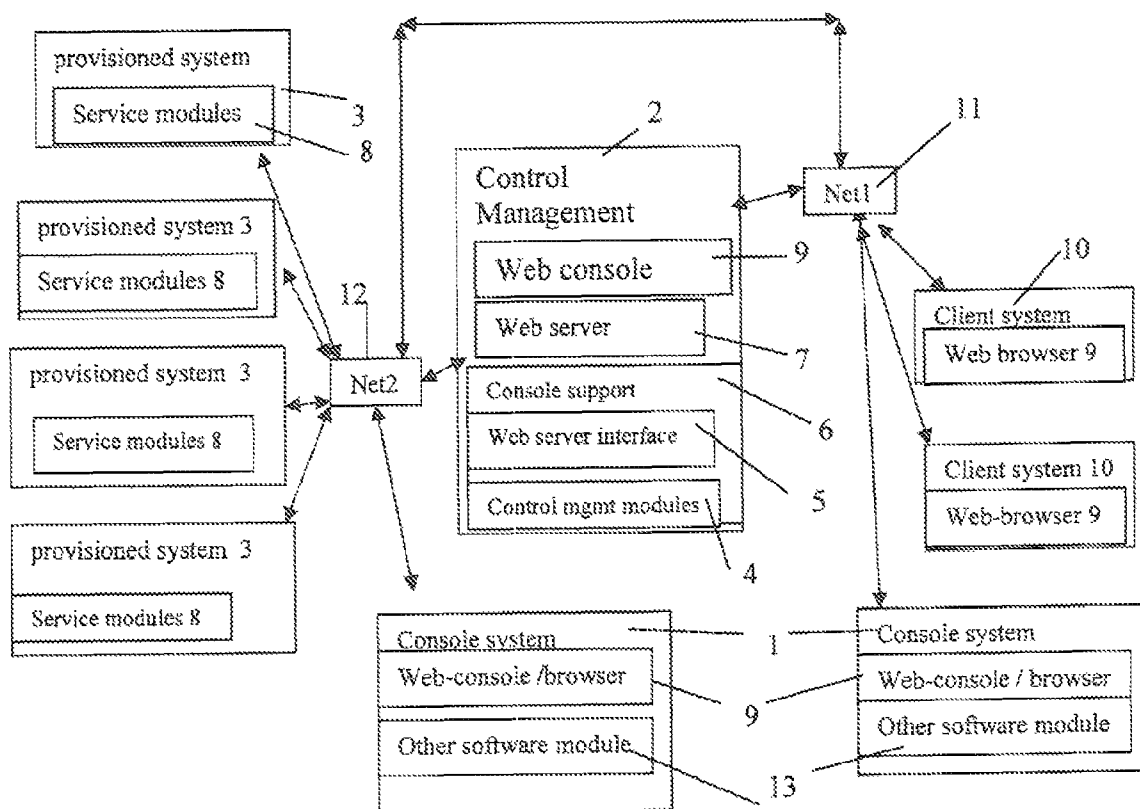 provisioned system
Service modules
3
8
provisioned system 3
Service modules 8
provisioned system 3
Service modules 8
provisioned system 3
Service modules 8
12
Net2
2
Control
Management
Web console
9
Web server
7
Console support
6
Web server interface
5
Control mgmt modules
4
11
Net1
10
Client system
Web browser 9
Client system 10
Web-browser 9
Console system
Web-console /browser
Other software module
1
9
13
Console system
Web-console / browser
Other software module